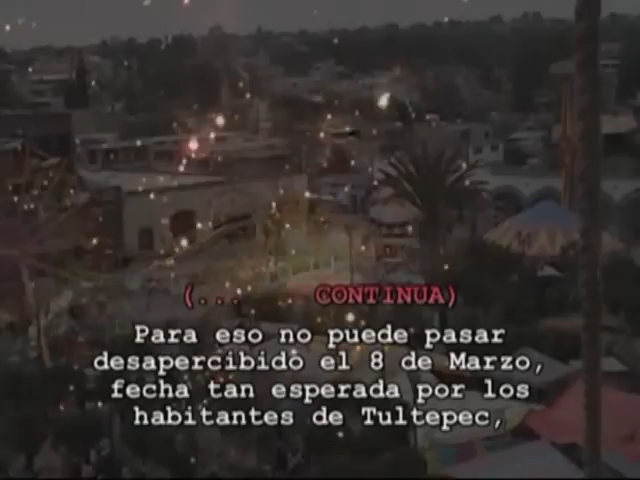 (... CONTINUA)
Para eso no puede pasar
desapercibido el 8 de Marzo,
fecha tan esperada por los
habitantes de Tultepec,